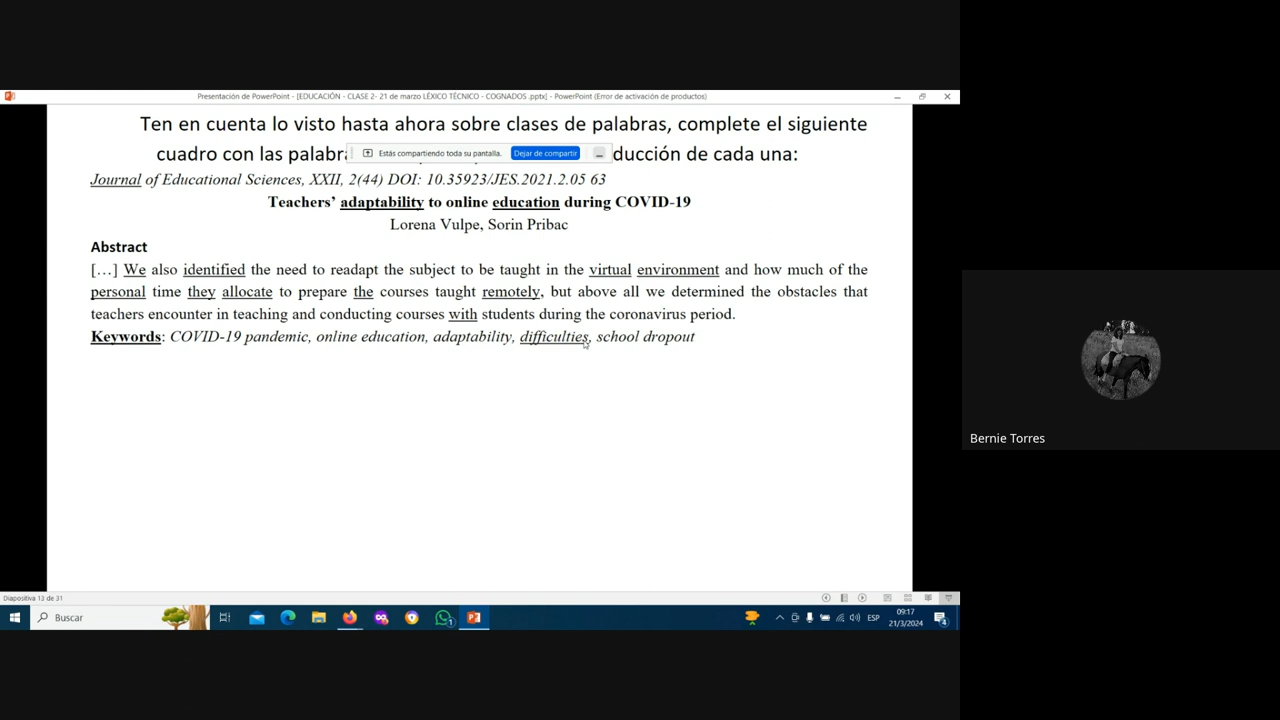 Presentación de PowerPoint - [EDUCACIÓN - CLASE 2- 21 de marzo LÉXICO TÉCNICO - COGNADOS .pptx] - PowerPoint (Error de activación de productos)
Ten en cuenta lo visto hasta ahora sobre clases de palabras, complete el siguiente
cuadro con las palabr
Estás compartiendo toda su pantalla. Dejar de compartir
ducción de cada una:
Journal of Educational Sciences, XXII, 2(44) DOI: 10.35923/JES.2021.2.05 63
Teachers’ adaptability to online education during COVID-19
Lorena Vulpe, Sorin Pribac
Abstract
[…] We also identified the need to readapt the subject to be taught in the virtual environment and how much of the
personal time they allocate to prepare the courses taught remotely, but above all we determined the obstacles that
teachers encounter in teaching and conducting courses with students during the coronavirus period.
Keywords: COVID-19 pandemic, online education, adaptability, difficulties, school dropout
Bernie Torres
Diapositiva 13 de 31
Buscar
1
ESP
09:17
21/3/2024
4